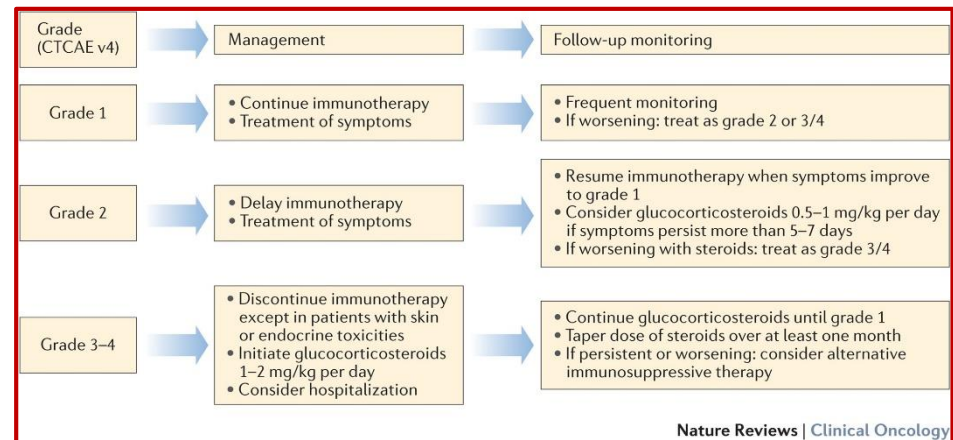 Grade
(CTCAE v4)
Management
Follow-up monitoring
Grade 1
• Continue immunotherapy
• Treatment of symptoms
• Frequent monitoring
• If worsening: treat as grade 2 or 3/4
Grade 2
• Delay immunotherapy
• Treatment of symptoms
• Resume immunotherapy when symptoms improve
to grade 1
• Consider glucocorticosteroids 0.5–1 mg/kg per day
if symptoms persist more than 5–7 days
• If worsening with steroids: treat as grade 3/4
Grade 3–4
• Discontinue immunotherapy
except in patients with skin
or endocrine toxicities
• Initiate glucocorticosteroids
1–2 mg/kg per day
• Consider hospitalization
• Continue glucocorticosteroids until grade 1
• Taper dose of steroids over at least one month
• If persistent or worsening: consider alternative
immunosuppressive therapy
Nature Reviews | Clinical Oncology